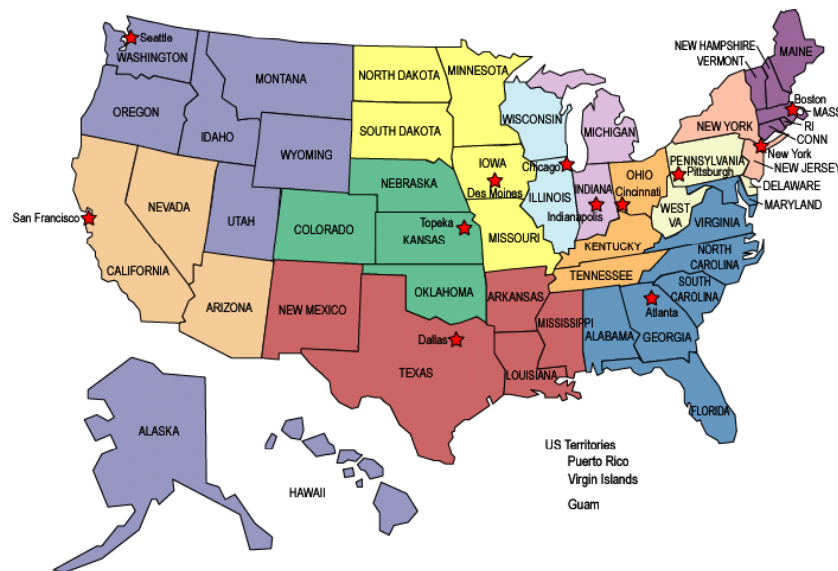 Seattle
WASHINGTON
MONTANA
NORTH DAKOTA
MINNESOTA
NEW HAMPSHIRE
VERMONT
MAINE
OREGON
IDAHO
SOUTH DAKOTA
WISCONSIN
MICHIGAN
NEW YORK
Boston
MASS
RI
CONN
WYOMING
New York
NEW JERSEY
NEBRASKA
IOWA
Des Moines
Chicago
ILLINOIS
INDIANA
Indianapolis
OHIO
Cincinnati
PENNSYLVANIA
Pittsburgh
DELAWARE
MARYLAND
San Francisco
NEVADA
UTAH
COLORADO
Topeka
KANSAS
MISSOURI
KENTUCKY
WEST
VA
VIRGINIA
CALIFORNIA
ARIZONA
NEW MEXICO
OKLAHOMA
ARKANSAS
TENNESSEE
NORTH
CAROLINA
SOUTH
CAROLINA
Dallas
TEXAS
LOUISIANA
MISSISSIPPI
ALABAMA
Atlanta
GEORGIA
FLORIDA
ALASKA
HAWAII
US Territories
Puerto Rico
Virgin Islands
Guam